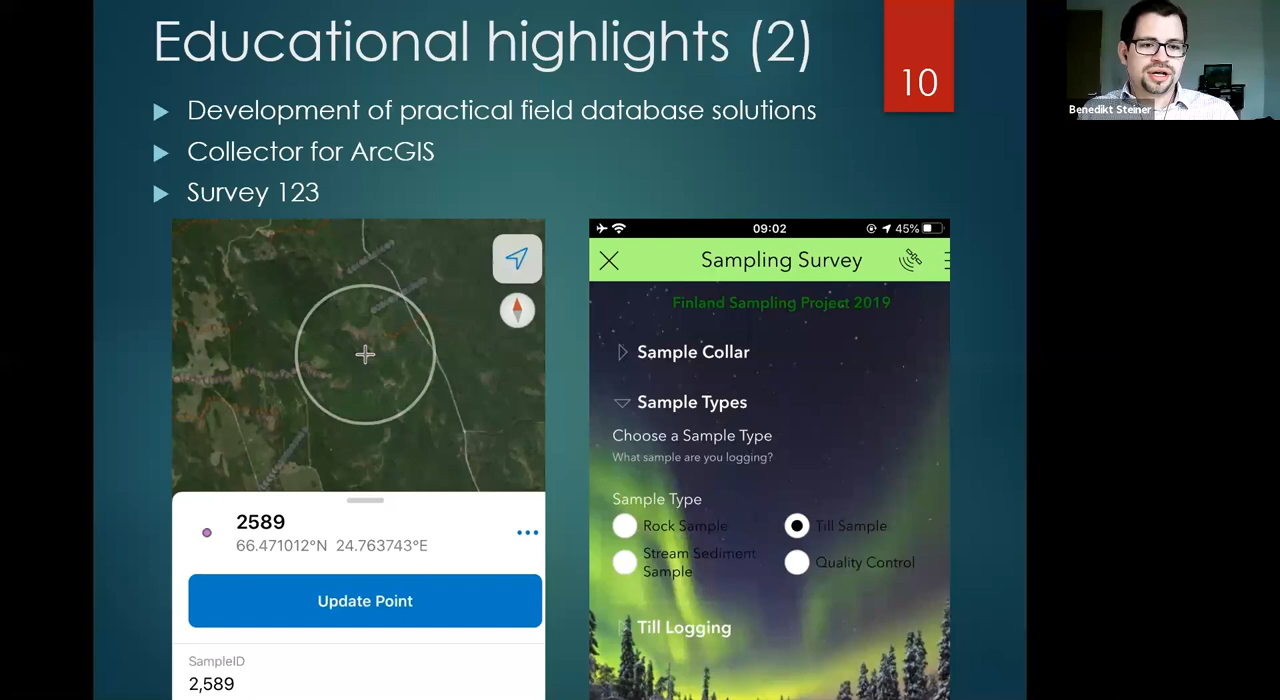 Educational highlights (2)
10
Development of practical field database solutions
Collector for ArcGIS
Survey 123
Benedikt Steiner
2589
66.471012°N 24.763743°E
Update Point
SampleID
2,589
09:02
45%
Sampling Survey
Finland Sampling Project 2019
Sample Collar
Sample Types
Choose a Sample Type
What sample are you logging?
Sample Type
Rock Sample
Till Sample
Stream Sediment
Sample
Quality Control
Till Logging